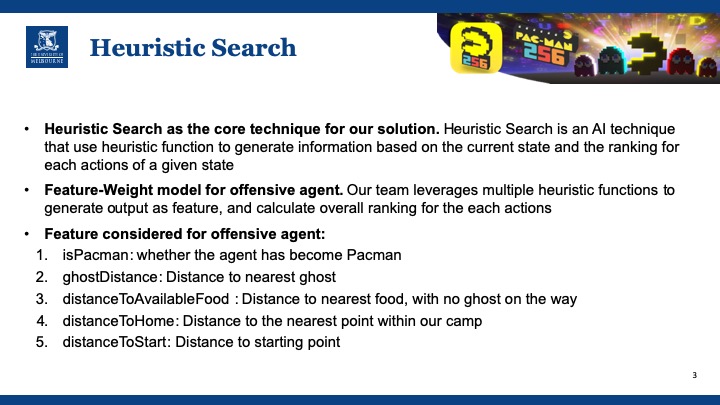 THE UNIVERSITY OF
MELBOURNE
Heuristic Search
256
PAC-MAN
256
• Heuristic Search as the core technique for our solution. Heuristic Search is an AI technique
that use heuristic function to generate information based on the current state and the ranking for
each actions of a given state
• Feature-Weight model for offensive agent. Our team leverages multiple heuristic functions to
generate output as feature, and calculate overall ranking for the each actions
• Feature considered for offensive agent:
1. isPacman: whether the agent has become Pacman
2. ghostDistance: Distance to nearest ghost
3. distanceToAvailableFood : Distance to nearest food, with no ghost on the way
4. distanceToHome: Distance to the nearest point within our camp
5. distanceToStart: Distance to starting point
3